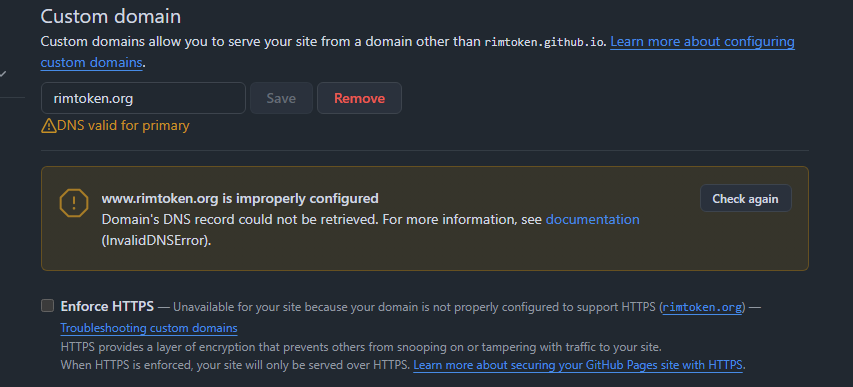 Custom domain
Custom domains allow you to serve your site from a domain other than rimtoken.github.io. Learn more about configuring
custom domains.
rimtoken.org Save Remove
DNS valid for primary
www.rimtoken.org is improperly configured
Check again
Domain's DNS record could not be retrieved. For more information, see documentation
(InvalidDNSError).
Enforce HTTPS — Unavailable for your site because your domain is not properly configured to support HTTPS (rimtoken.org) —
Troubleshooting custom domains
HTTPS provides a layer of encryption that prevents others from snooping on or tampering with traffic to your site.
When HTTPS is enforced, your site will only be served over HTTPS. Learn more about securing your GitHub Pages site with HTTPS.